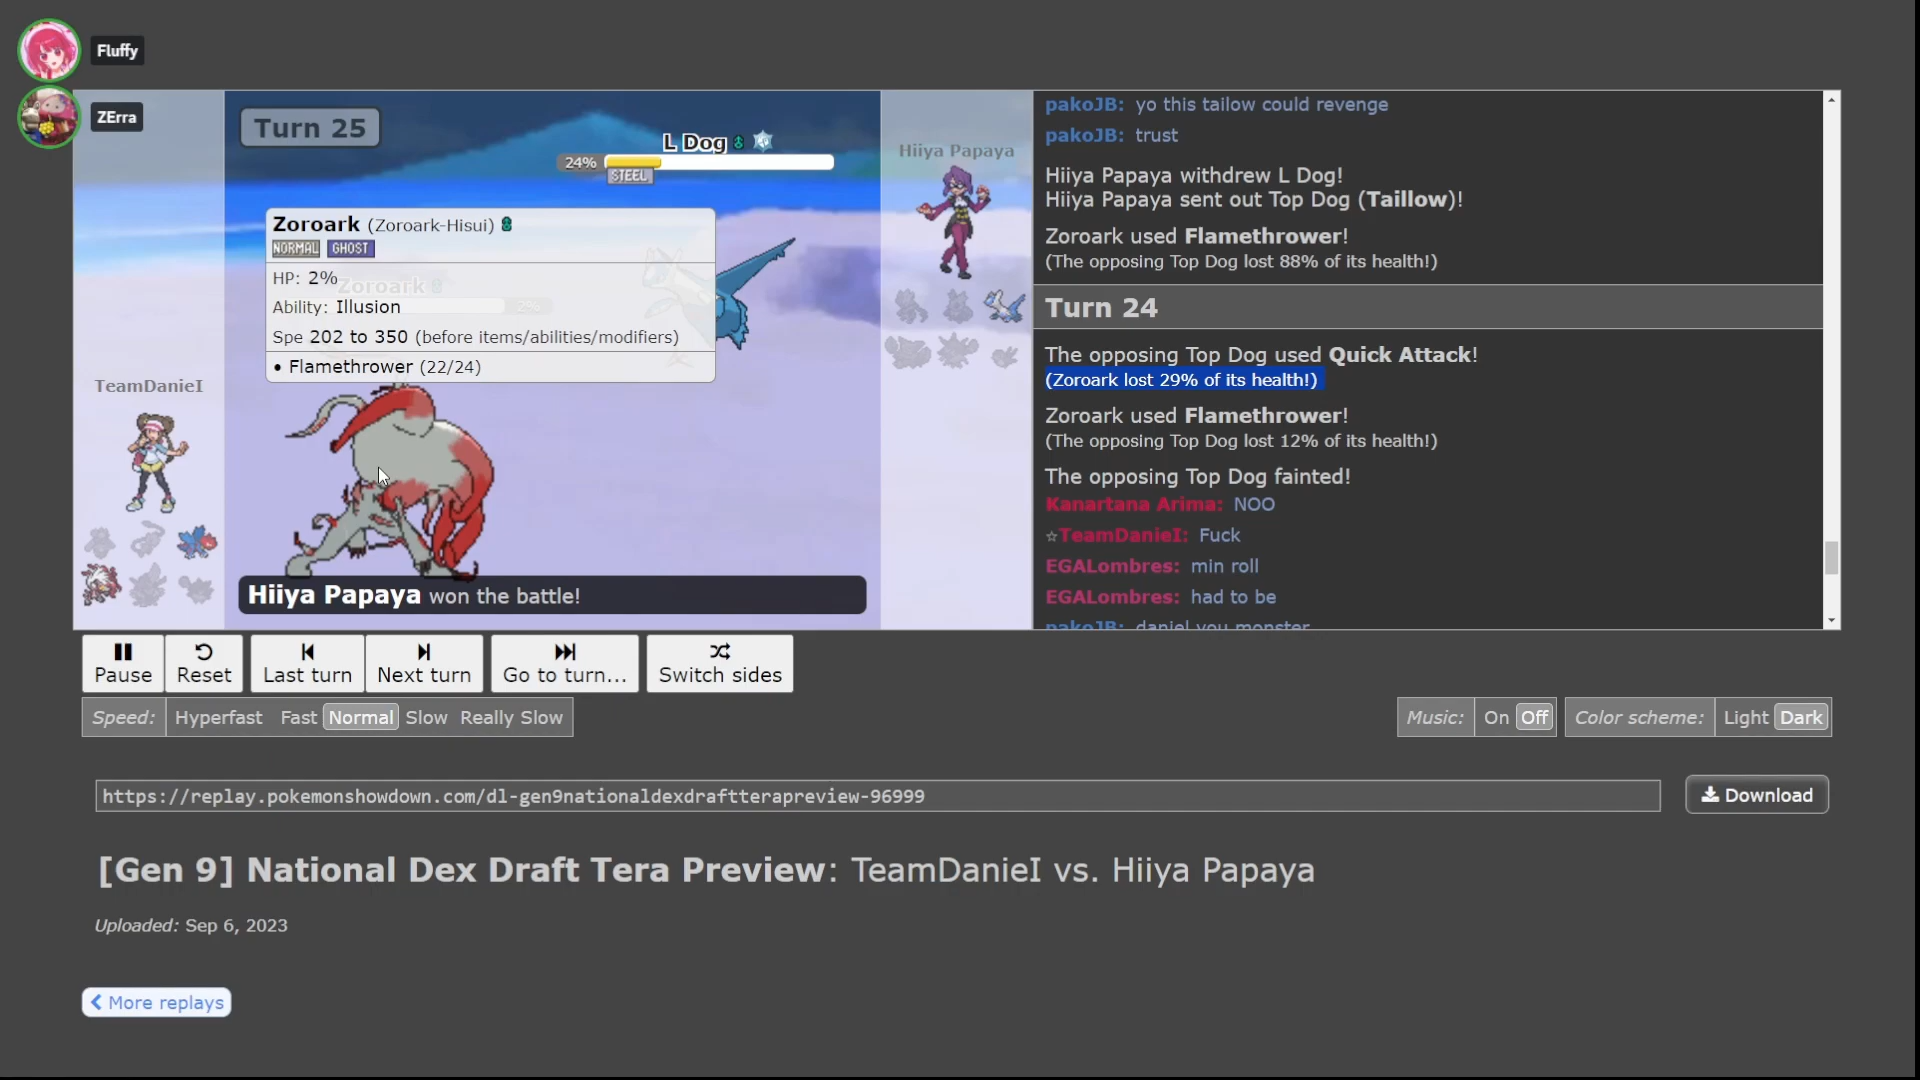 Fluffy
ZErra
Turn 25
L Dog
24%
STEEL
Zoroark (Zoroark-Hisui)
NORMAL GHOST
HP: 2%
Zoroark
Ability: Illusion
2%
Spe 202 to 350 (before items/abilities/modifiers)
• Flamethrower (22/24)
TeamDanieI
Hiiya Papaya
Hiiya Papaya won the battle!
pakoJB: yo this tailow could revenge
pakoJB: trust
Hiiya Papaya withdrew L Dog!
Hiiya Papaya sent out Top Dog (Taillow)!
Zoroark used Flamethrower!
(The opposing Top Dog lost 88% of its health!)
Turn 24
The opposing Top Dog used Quick Attack!
(Zoroark lost 29% of its health!)
Zoroark used Flamethrower!
(The opposing Top Dog lost 12% of its health!)
The opposing Top Dog fainted!
Kanartana Arima: NOO
☆TeamDanieI: Fuck
EGALombres: min roll
EGALombres: had to be
pakoJB: daniel you monster
Pause
Reset
Last turn
Next turn
Go to turn...
Switch sides
Speed: Hyperfast Fast Normal Slow Really Slow
Music: On Off
Color scheme: Light Dark
https://replay.pokemonshowdown.com/dl-gen9nationaldexdraftterapreview-96999
Download
[Gen 9] National Dex Draft Tera Preview: TeamDanieI vs. Hiiya Papaya
Uploaded: Sep 6, 2023
More replays